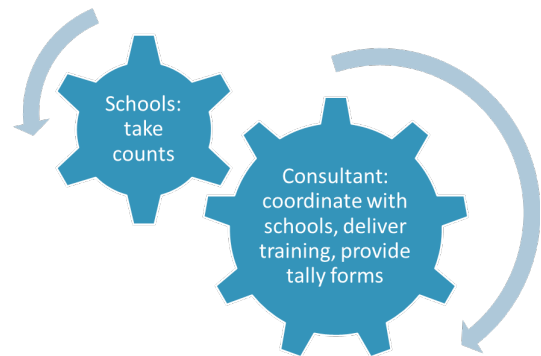 Schools:
take
counts
Consultant:
coordinate with
schools, deliver
training, provide
tally forms